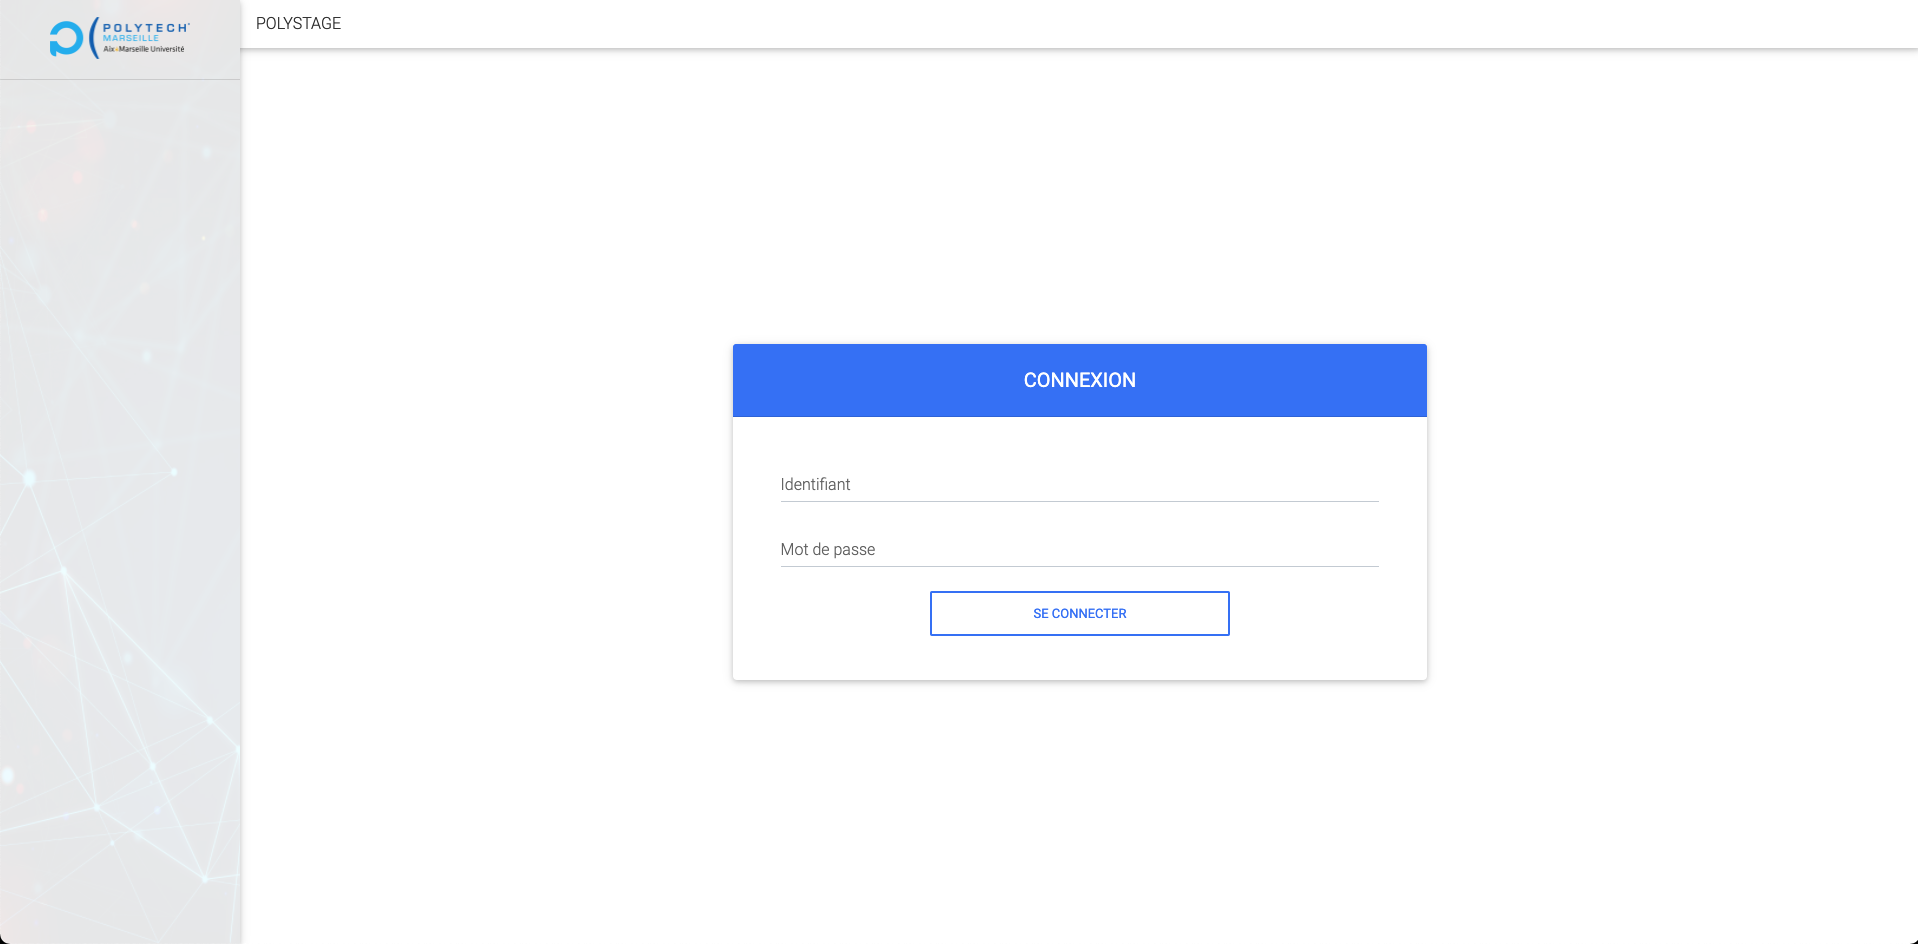 POLYTECH
MARSEILLE
Aix*Marseille Université
POLYSTAGE
CONNEXION
Identifiant
Mot de passe
SE CONNECTER